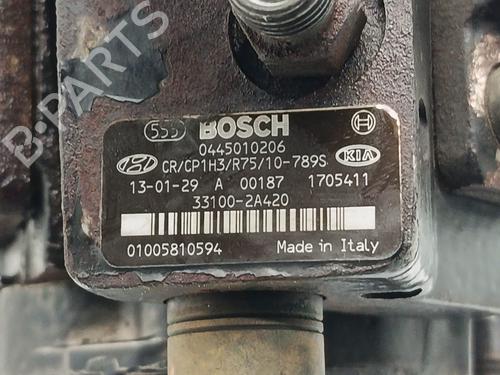 B-PARTS
555 BOSCH
0445010206
CR/CP1H3/R75/10-789S KIA
13-01-29 A 00187 1705411
33100-2A420
01005810594 Made in Italy